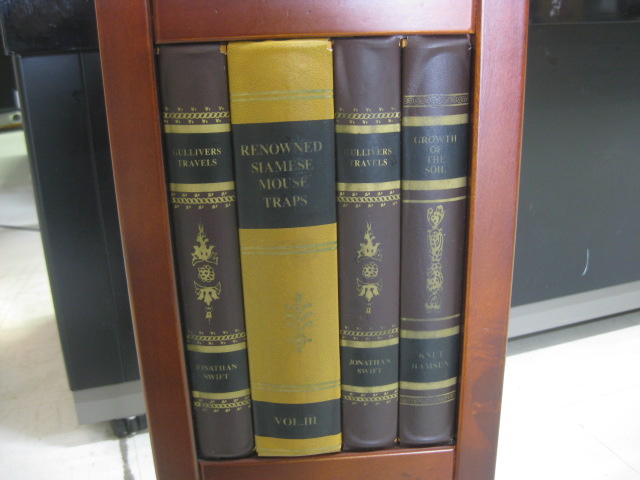 GULLIVERS
TRAVELS
JONATHAN
SWIFT
RENOWNED
SIAMESE
MOUSE
TRAPS
VOL.III
GULLIVERS
TRAVELS
JONATHAN
SWIFT
GROWTH
OF
THE
SOIL
KNUT
HAMSUN